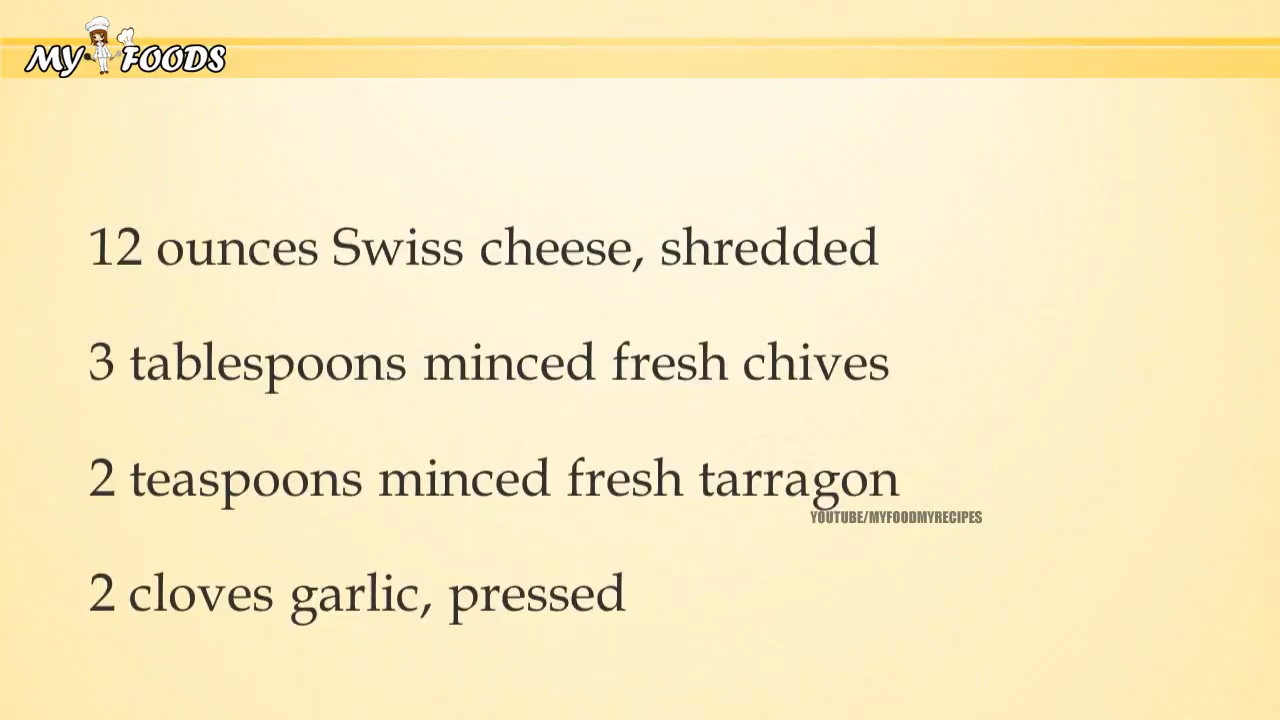 MY FOODS
12 ounces Swiss cheese, shredded
3 tablespoons minced fresh chives
2 teaspoons minced fresh tarragon
YOUTUBE/MYFOODMYRECIPES
2 cloves garlic, pressed